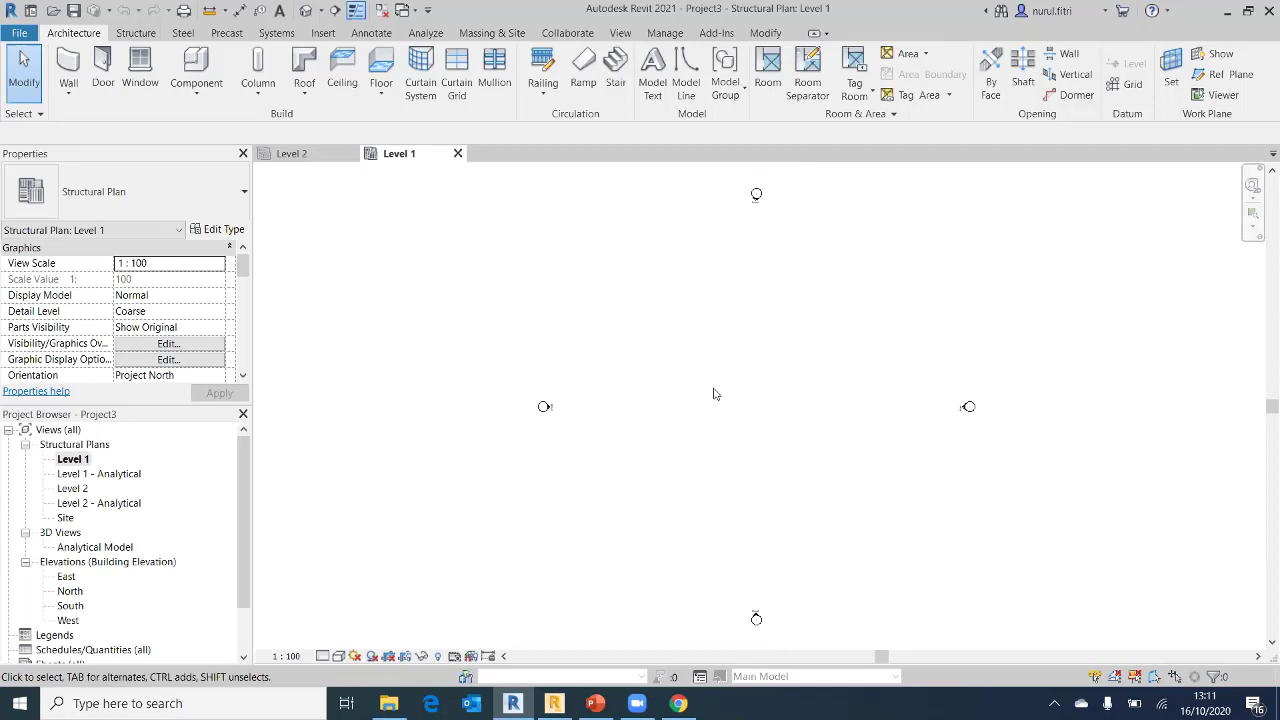 Autodesk Revit 2021 - Project3 - Structural Plan: Level 1
nurul.fitri
File Architecture Structure Steel Precast Systems Insert Annotate Analyze Massing & Site Collaborate View Manage Add-Ins Modify
Modify
Wall
Door
Window
Component
Column
Roof
Ceiling
Floor
Curtain System
Curtain Grid
Mullion
Railing
Ramp
Stair
Model Text
Model Line
Model Group
Room
Room Separator
Tag Room
Area
Area Boundary
Tag Area
By Face
Shaft
Wall
Vertical
Dormer
Level
Grid
Set
Show
Ref Plane
Viewer
Select Build Circulation Model Room & Area Opening Datum Work Plane
Properties
Level 2
Level 1
Structural Plan
Structural Plan: Level 1
Edit Type
Graphics
View Scale 1 : 100
Scale Value 1: 100
Display Model Normal
Detail Level Coarse
Parts Visibility Show Original
Visibility/Graphics Ov... Edit...
Graphic Display Optio... Edit...
Orientation Project North
Properties help
Apply
Project Browser - Project3
Views (all)
Structural Plans
Level 1
Level 1 - Analytical
Level 2
Level 2 - Analytical
Site
3D Views
Analytical Model
Elevations (Building Elevation)
East
North
South
West
Legends
Schedules/Quantities (all)
1 : 100
Click to select, TAB for alternates, CTRL adds, SHIFT unselects.
:0
Main Model
:0
Type here to search
13:11
16/10/2020
16